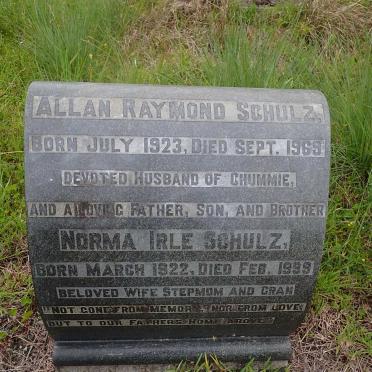 ALLAN RAYMOND SCHULZ,
BORN JULY 1923, DIED SEPT. 1969
DEVOTED HUSBAND OF CHUMMIE,
AND A LOVING FATHER, SON, AND BROTHER
NORMA IRLE SCHULZ,
BORN MARCH 1922, DIED FEB. 1999
BELOVED WIFE STEPMOM AND GRAN
"NOT GONE FROM MEMORY, NOR FROM LOVE,
BUT TO OUR FATHERS HOME ABOVE."